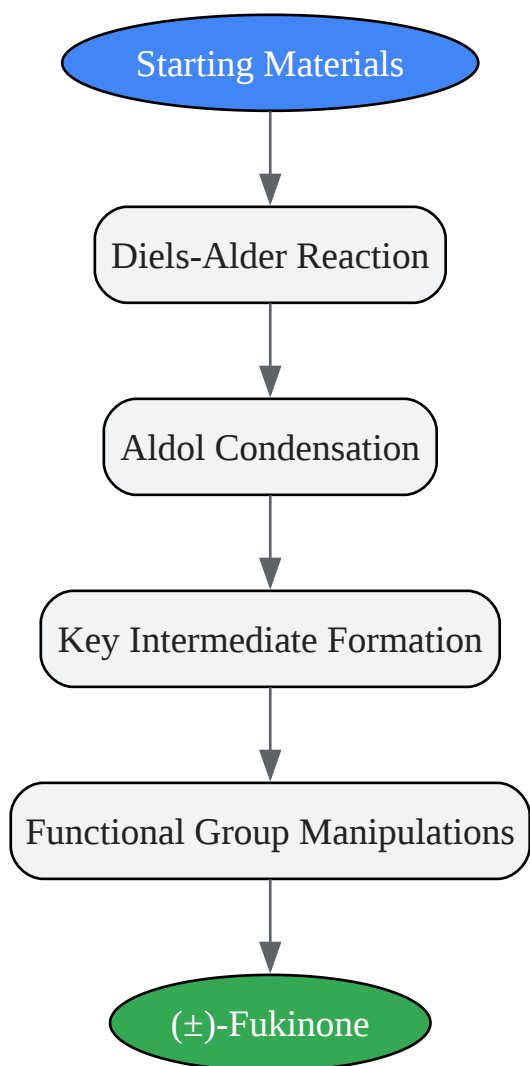 Starting Materials
Diels-Alder Reaction
Aldol Condensation
Key Intermediate Formation
Functional Group Manipulations
(±)-Fukinone